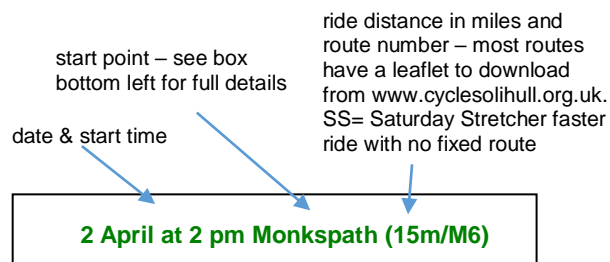 ride distance in miles and
route number – most routes
have a leaflet to download
from www.cyclesolihull.org.uk.
SS= Saturday Stretcher faster
ride with no fixed route
start point – see box
bottom left for full details
date & start time
2 April at 2 pm Monkspath (15m/M6)